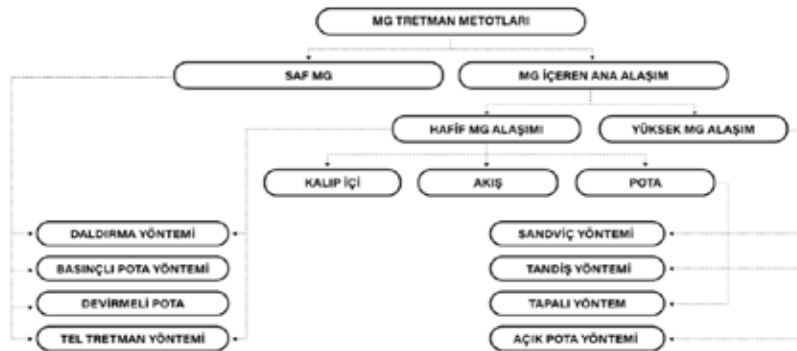 MG TRETMAN METOTLARI
SAF MG
MG İÇEREN ANA ALAŞIM
HAFİF MG ALAŞIMI
YÜKSEK MG ALAŞIM
KALIP İÇİ
AKIŞ
POTA
DALDIRMA YÖNTEMİ
SANDVİÇ YÖNTEMİ
BASINÇLI POTA YÖNTEMİ
TANDİŞ YÖNTEMİ
DEVİRMELİ POTA
TAPALI YÖNTEM
TEL TRETMAN YÖNTEMİ
AÇIK POTA YÖNTEMİ